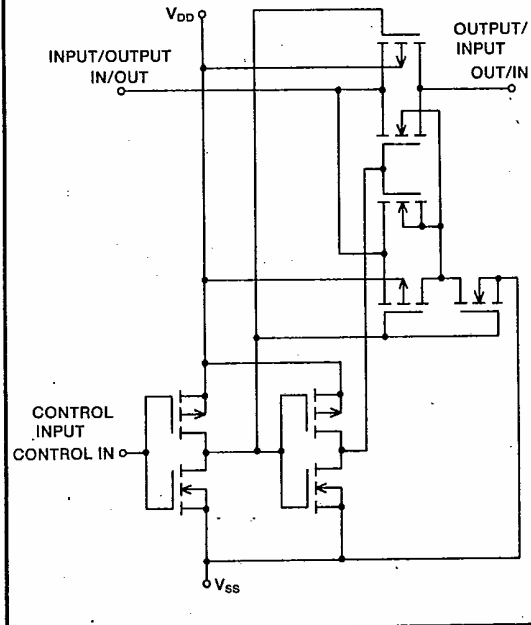 VDD
OUTPUT/
INPUT
OUT/IN
INPUT/OUTPUT
IN/OUT
CONTROL
INPUT
CONTROL IN
VSS